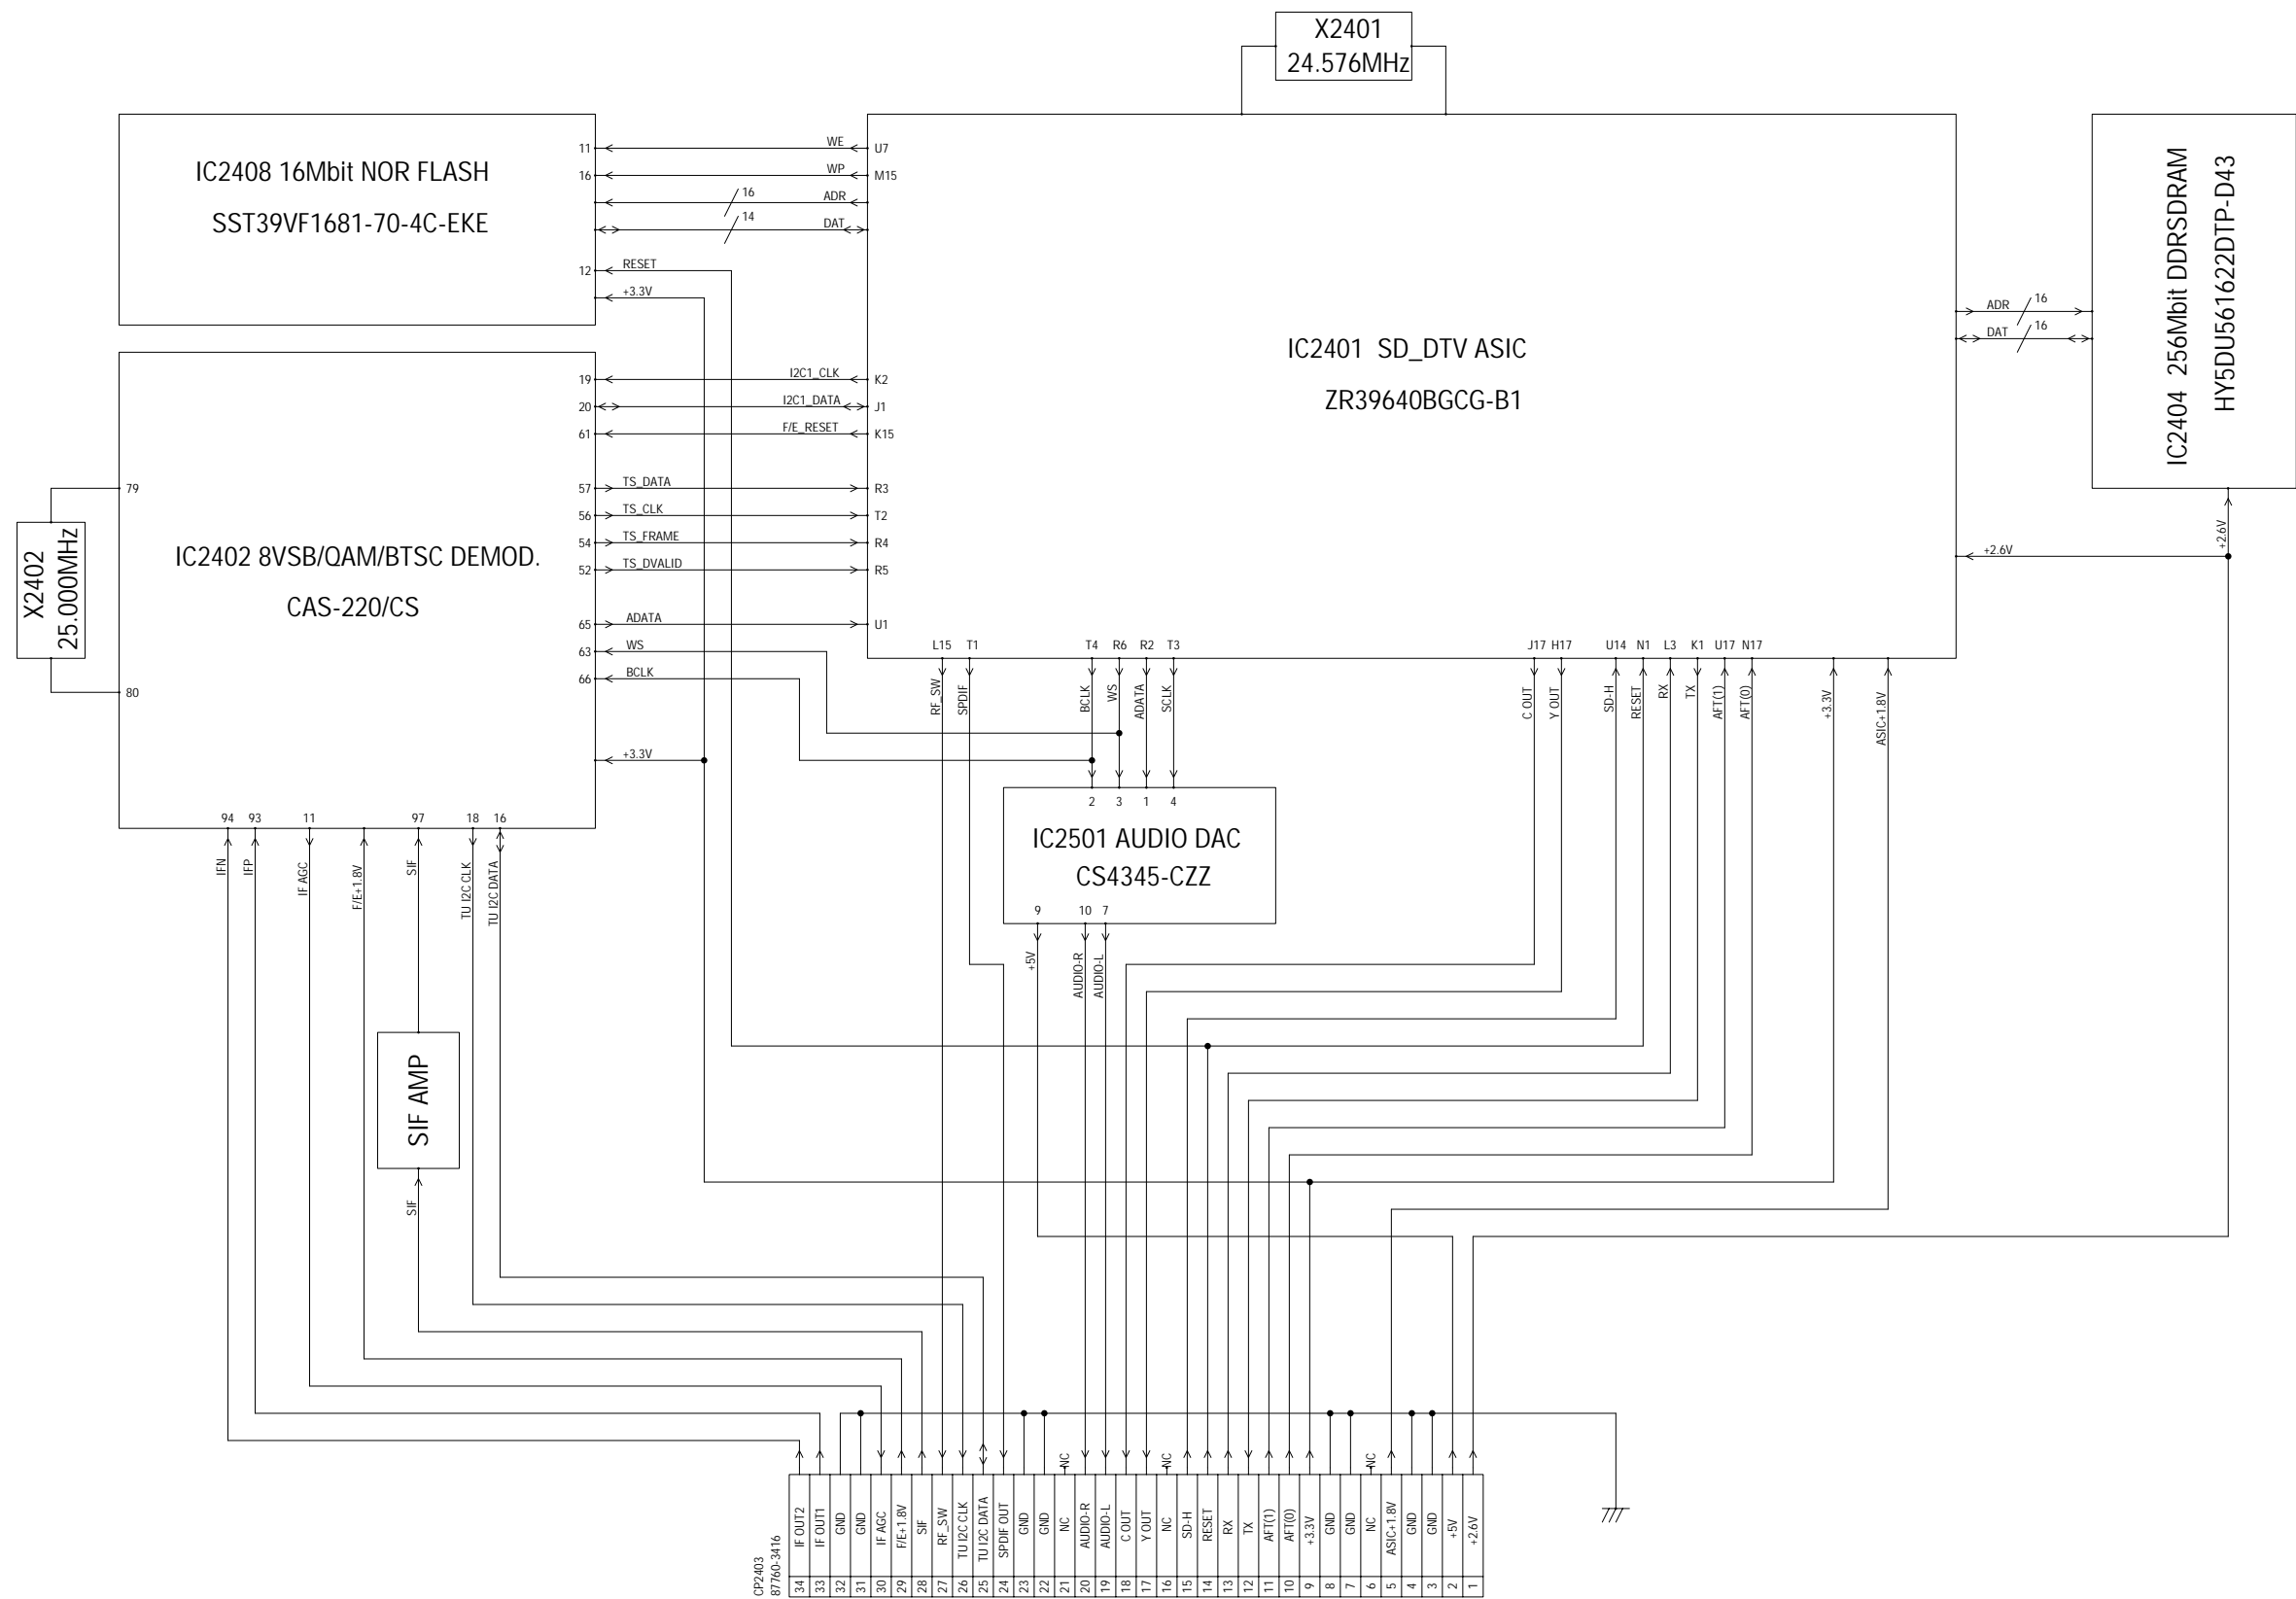 X2401
24.576MHz
IC2408 16Mbit NOR FLASH
SST39VF1681-70-4C-EKE
11
WE
U7
16
WP
M15
16
ADR
14
DAT
12
RESET
+3.3V
IC2401 SD_DTV ASIC
ZR39640BGCG-B1
IC2404 256Mbit DDRSDRAM
HY5DU561622DTP-D43
ADR
16
DAT
16
+2.6V
+2.6V
19
I2C1_CLK
K2
20
I2C1_DATA
J1
61
F/E_RESET
K15
57
TS_DATA
R3
56
TS_CLK
T2
54
TS_FRAME
R4
52
TS_DVALID
R5
65
ADATA
U1
63
WS
66
BCLK
+3.3V
79
80
X2402
25.000MHz
IC2402 8VSB/QAM/BTSC DEMOD.
CAS-220/CS
94
93
11
97
18
16
IFN
IFP
IF AGC
F/E+1.8V
SIF
TU I2C CLK
TU I2C DATA
L15
T1
T4
R6
R2
T3
J17
H17
U14
N1
L3
K1
U17
N17
RF_SW
SPDIF
BCLK
WS
ADATA
SCLK
C OUT
Y OUT
SD-H
RESET
RX
TX
AFT(1)
AFT(0)
+3.3V
ASIC+1.8V
2
3
1
4
IC2501 AUDIO DAC
CS4345-CZZ
9
10
7
+5V
AUDIO-R
AUDIO-L
SIF AMP
SIF
NC
NC
NC
CP2403
87760-3416
IF OUT2
IF OUT1
GND
GND
IF AGC
F/E+1.8V
SIF
RF_SW
TU I2C CLK
TU I2C DATA
SPDIF OUT
GND
GND
NC
AUDIO-R
AUDIO-L
C OUT
Y OUT
NC
SD-H
RESET
RX
TX
AFT(1)
AFT(0)
+3.3V
GND
GND
NC
ASIC+1.8V
GND
GND
+5V
+2.6V
34
33
32
31
30
29
28
27
26
25
24
23
22
21
20
19
18
17
16
15
14
13
12
11
10
9
8
7
6
5
4
3
2
1